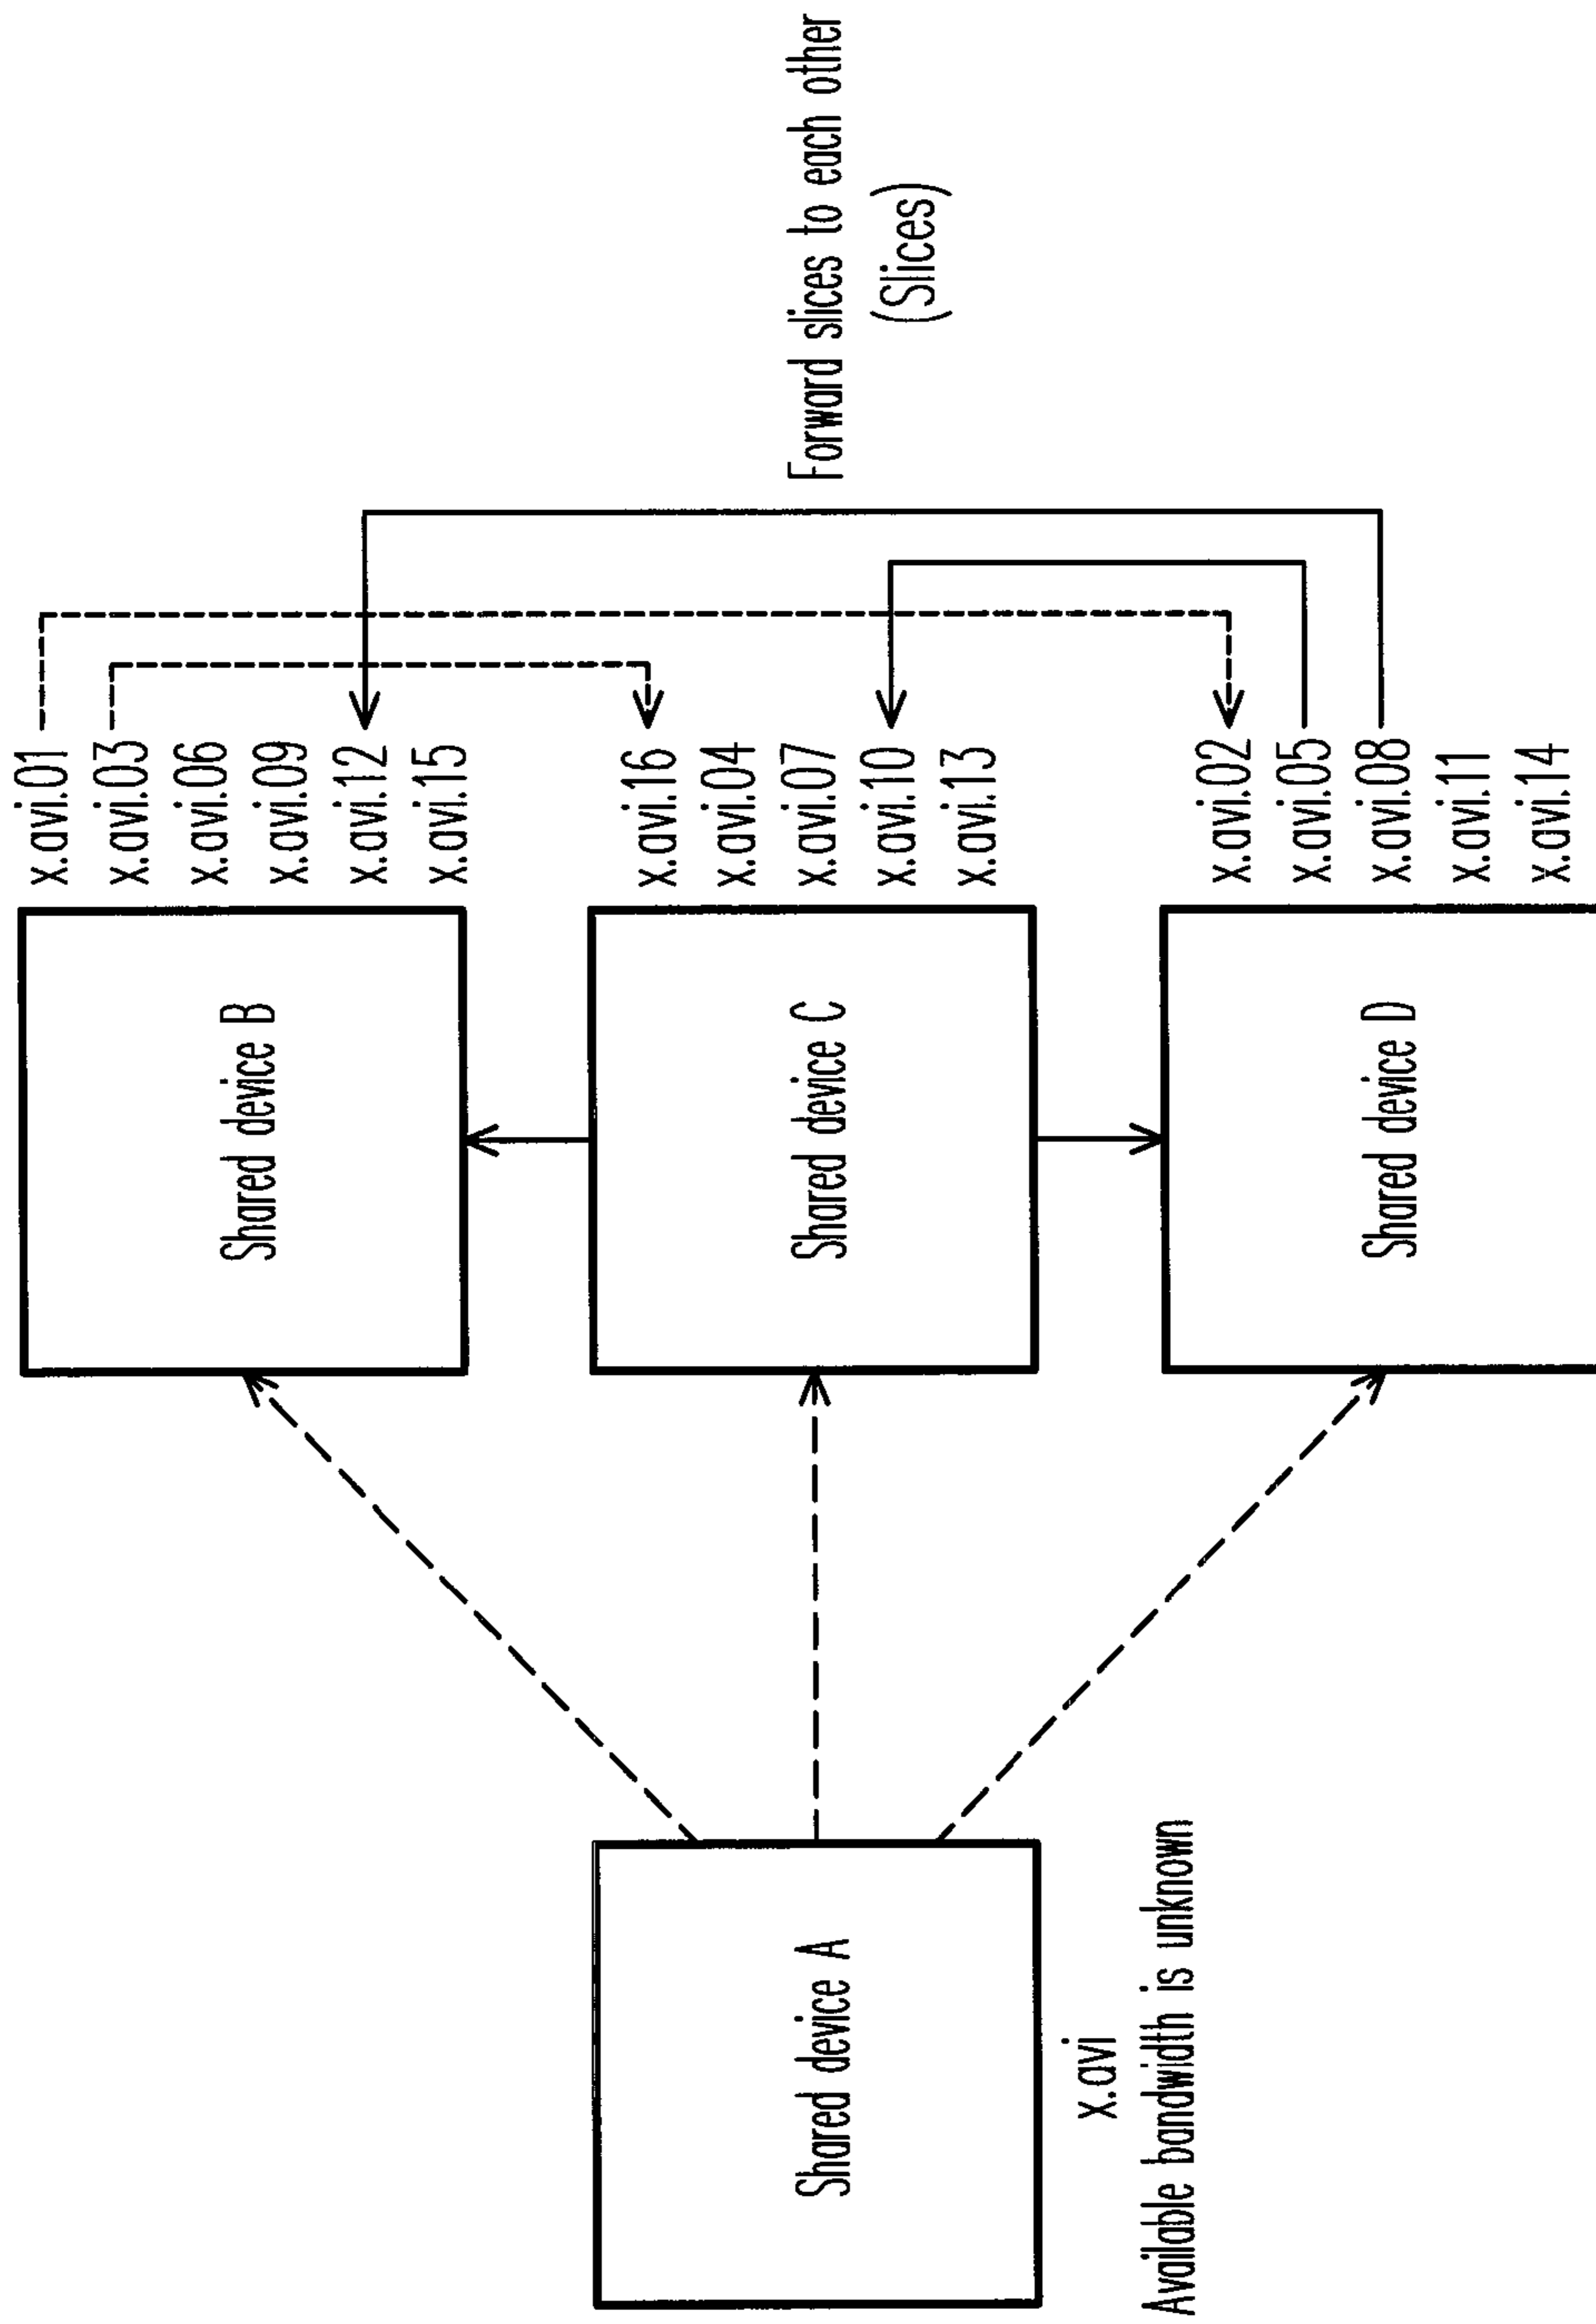 Shared device A
x.avi
Available bandwidth is unknown
Shared device B
x.avi.01
x.avi.03
x.avi.06
x.avi.09
x.avi.12
x.avi.15
Shared device C
x.avi.16
x.avi.04
x.avi.07
x.avi.10
x.avi.13
Shared device D
x.avi.02
x.avi.05
x.avi.08
x.avi.11
x.avi.14
Forward slices to each other
(Slices)